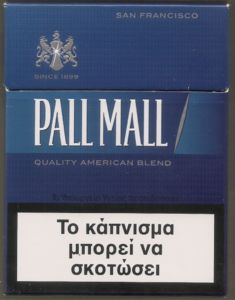 SAN FRANCISCO
SINCE 1899
PALL MALL
QUALITY AMERICAN BLEND
Το κάπνισμα
μπορεί να
σκοτώσει